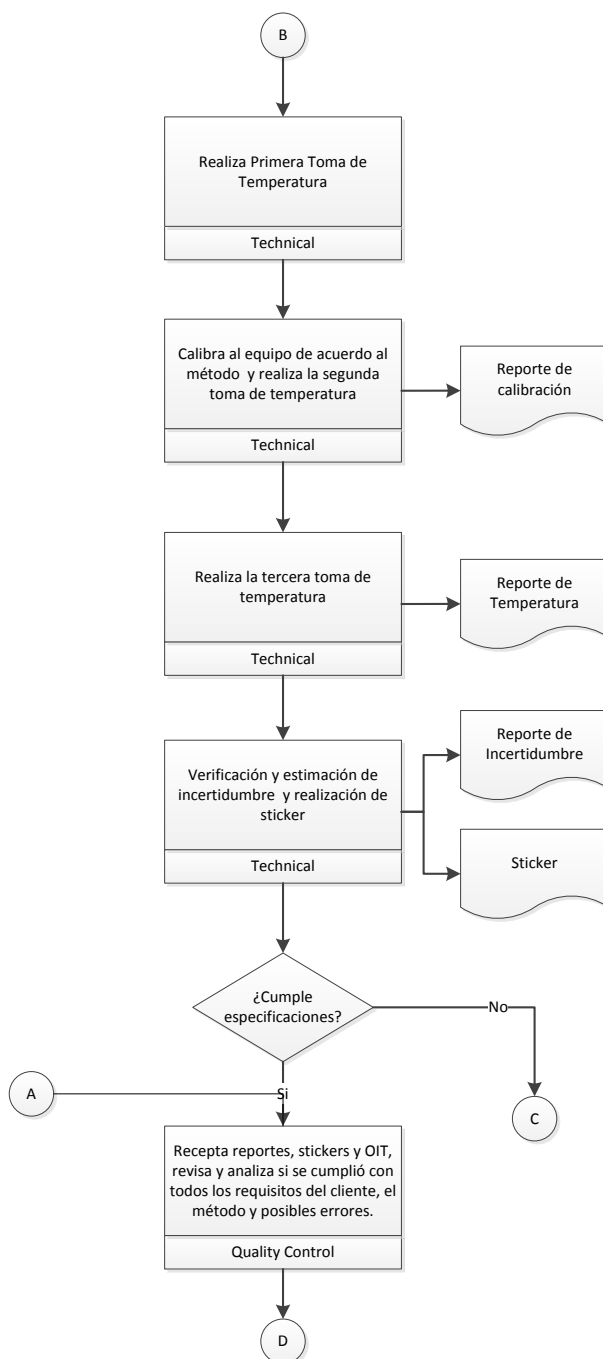 B
Realiza Primera Toma de
Temperatura
Technical
Calibra al equipo de acuerdo al
método y realiza la segunda
toma de temperatura
Technical
Reporte de
calibración
Realiza la tercera toma de
temperatura
Technical
Reporte de
Temperatura
Verificación y estimación de
incertidumbre y realización de
sticker
Technical
Reporte de
Incertidumbre
Sticker
¿Cumple
especificaciones?
No
Si
A
C
Recepta reportes, stickers y OIT,
revisa y analiza si se cumplió con
todos los requisitos del cliente, el
método y posibles errores.
Quality Control
D